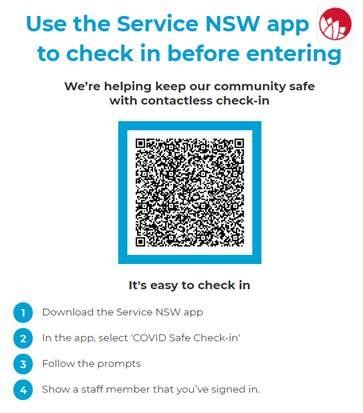 Use the Service NSW app
to check in before entering
We're helping keep our community safe
with contactless check-in
It's easy to check in
1 Download the Service NSW app
2 In the app, select 'COVID Safe Check-in'
3 Follow the prompts
4 Show a staff member that you've signed in.